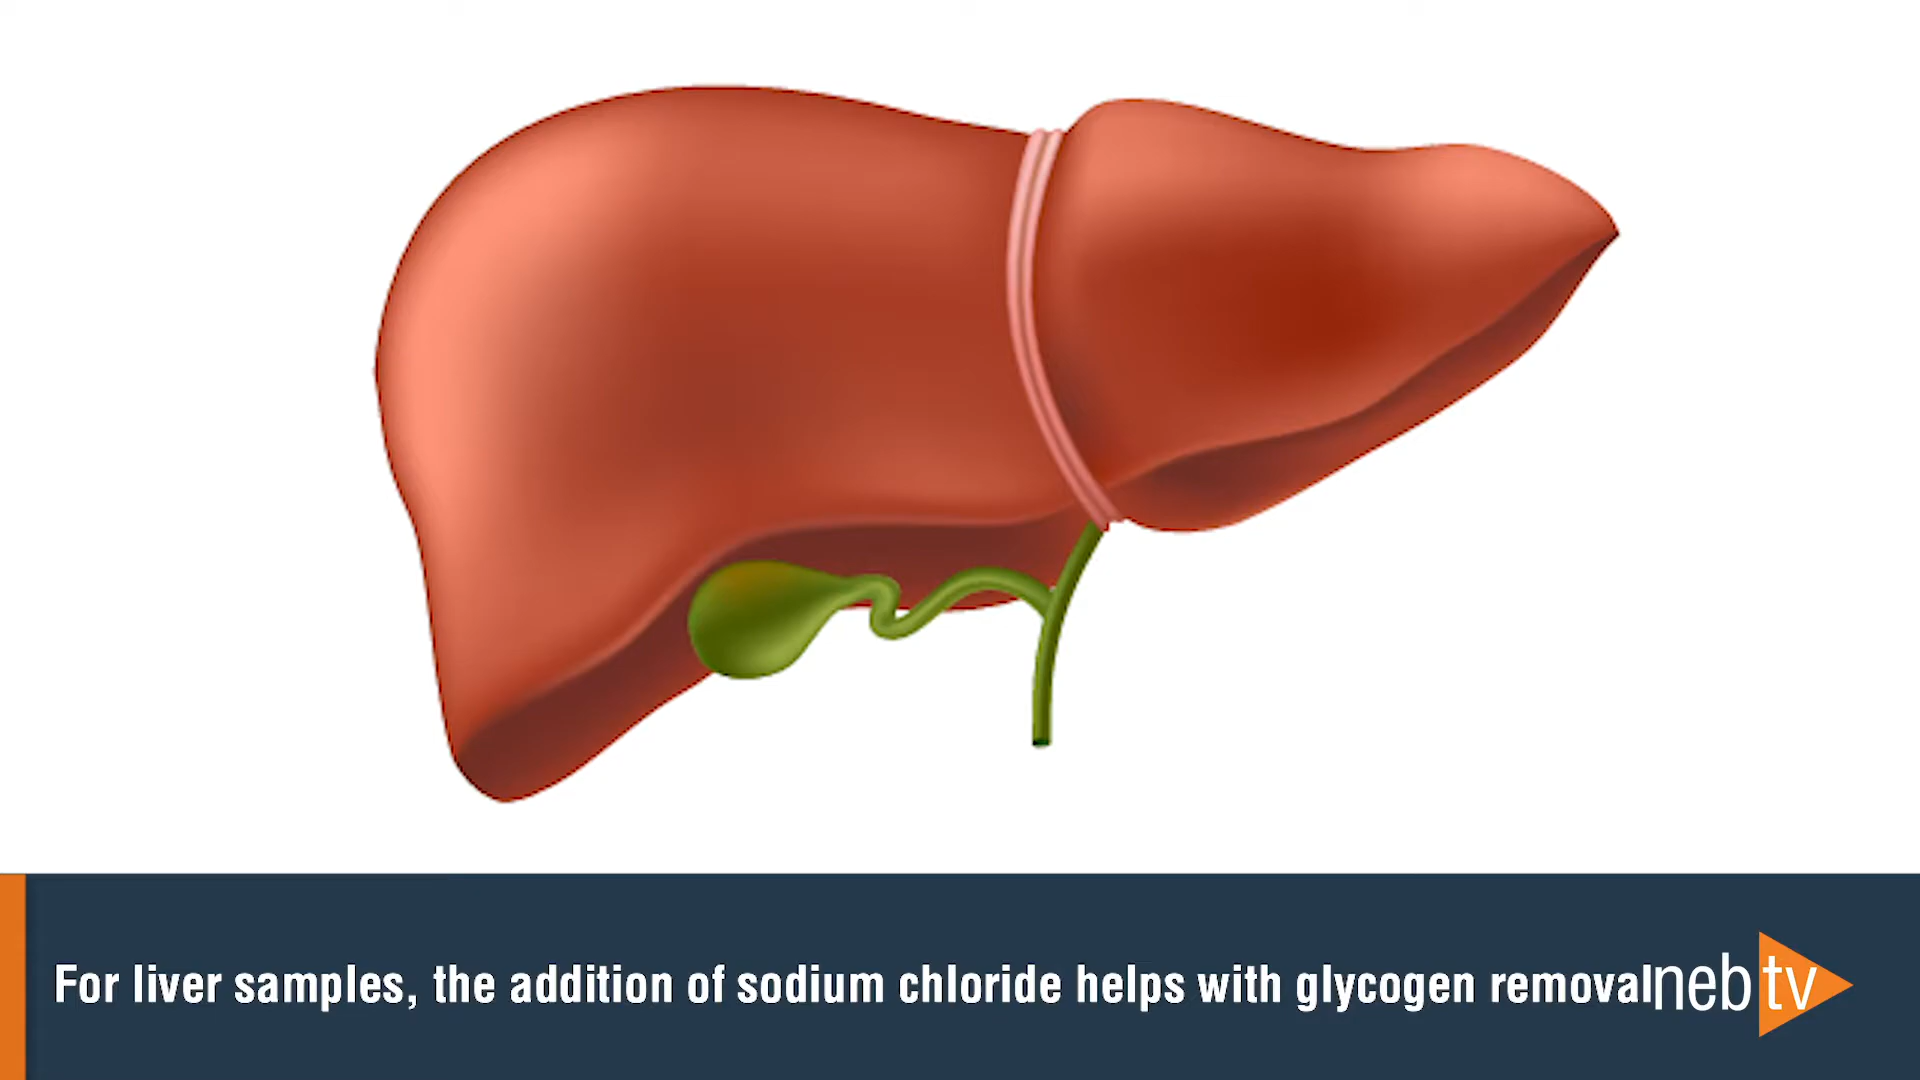 For liver samples, the addition of sodium chloride helps with glycogen removal
neb tv